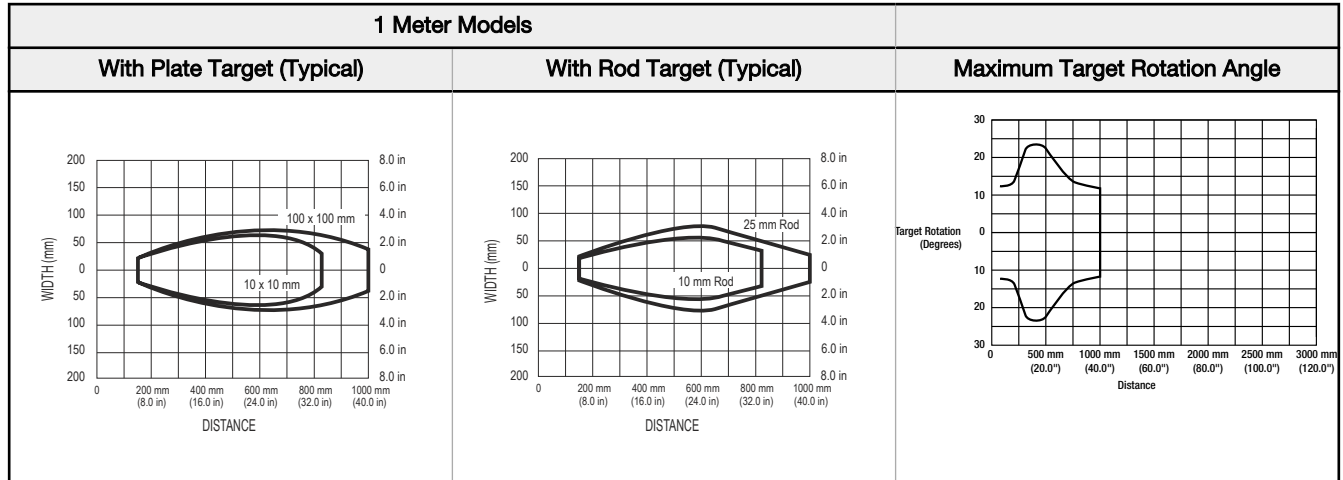 1 Meter Models
With Plate Target (Typical)
With Rod Target (Typical)
Maximum Target Rotation Angle
200
150
100
50
0
50
100
150
200
WIDTH (mm)
8.0 in
6.0 in
4.0 in
2.0 in
0
2.0 in
4.0 in
6.0 in
8.0 in
100 x 100 mm
10 x 10 mm
0
200 mm
(8.0 in)
400 mm
(16.0 in)
600 mm
(24.0 in)
800 mm
(32.0 in)
1000 mm
(40.0 in)
DISTANCE
200
150
100
50
0
50
100
150
200
WIDTH (mm)
8.0 in
6.0 in
4.0 in
2.0 in
0
2.0 in
4.0 in
6.0 in
8.0 in
25 mm Rod
10 mm Rod
0
200 mm
(8.0 in)
400 mm
(16.0 in)
600 mm
(24.0 in)
800 mm
(32.0 in)
1000 mm
(40.0 in)
DISTANCE
30
20
10
0
10
20
30
Target Rotation
(Degrees)
0
500 mm
(20.0")
1000 mm
(40.0")
1500 mm
(60.0")
2000 mm
(80.0")
2500 mm
(100.0")
3000 mm
(120.0")
Distance